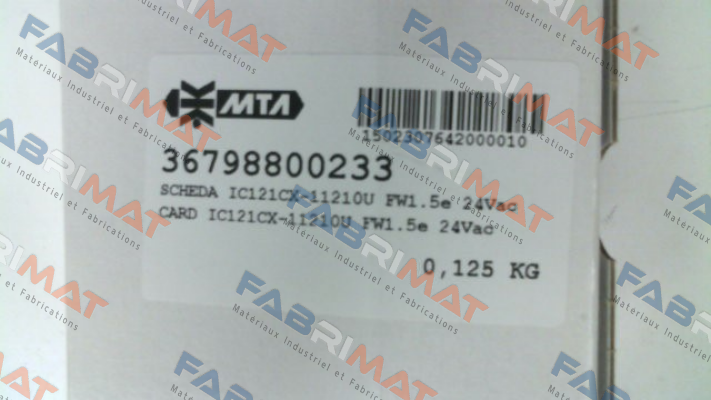 MTA
1502307642000010
36798800233
SCHEDA IC121CX-11210U FW1.5e 24Vac
CARD IC121CX-11210U FW1.5e 24Vac
0,125 KG
FABRIMAT
Materiaux Industriel et Fabrications